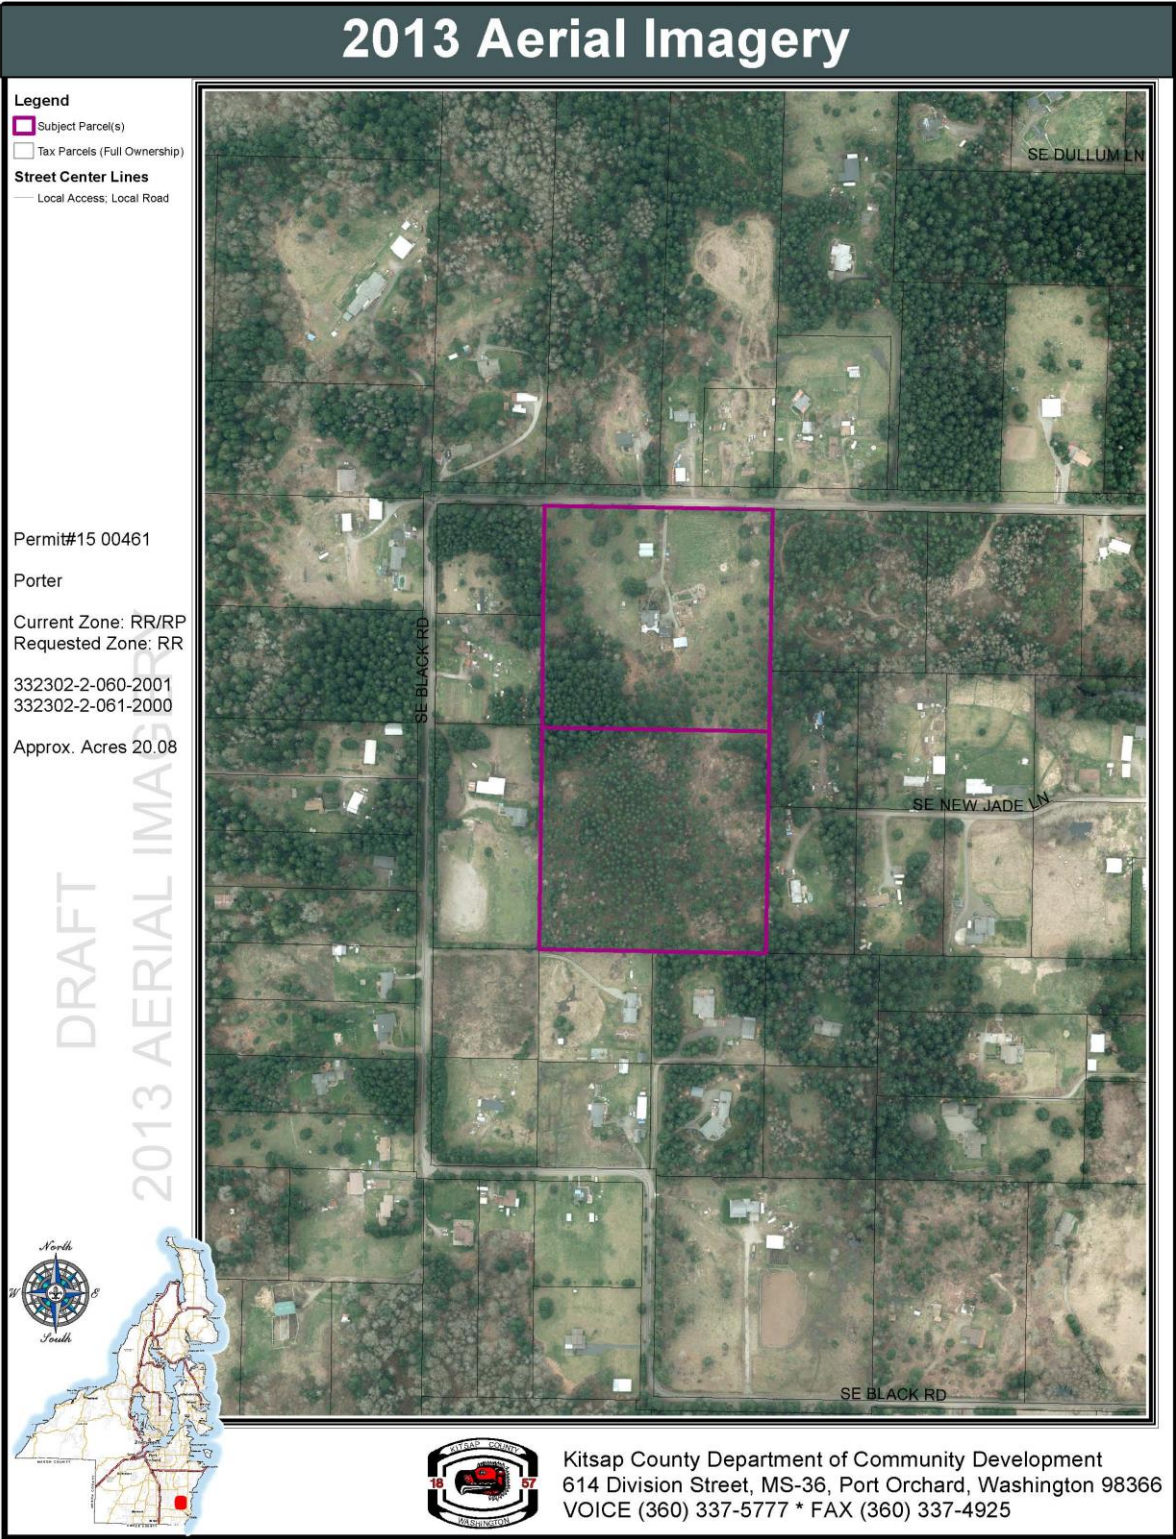 2013 Aerial Imagery
Legend
Subject Parcel(s)
Tax Parcels (Full Ownership)
Street Center Lines
Local Access; Local Road
Permit#15 00461
Porter
Current Zone: RR/RP
Requested Zone: RR
332302-2-060-2001
332302-2-061-2000
Approx. Acres 20.08
DRAFT
2013 AERIAL IMAGERY
SE DULLUM LN
SE BLACK RD
SE NEW JADE LN
SE BLACK RD
North
W
S
South
KITSAP COUNTY
18 57
WASHINGTON
Kitsap County Department of Community Development
614 Division Street, MS-36, Port Orchard, Washington 98366
VOICE (360) 337-5777 * FAX (360) 337-4925